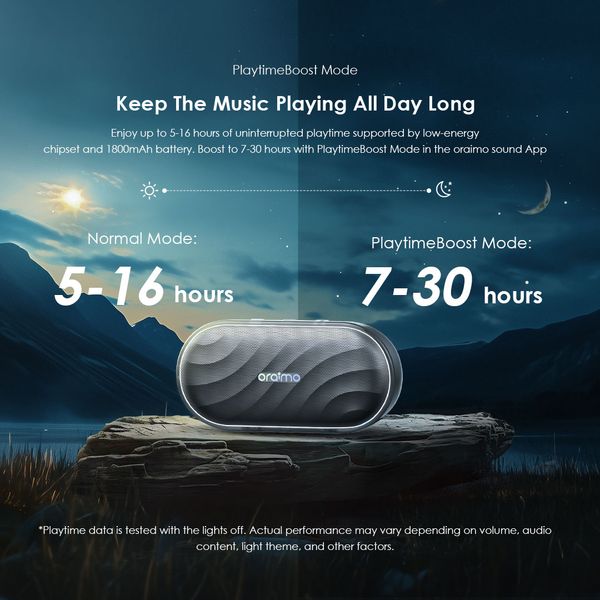 PlaytimeBoost Mode
Keep The Music Playing All Day Long
Enjoy up to 5-16 hours of uninterrupted playtime supported by low-energy
chipset and 1800mAh battery. Boost to 7-30 hours with PlaytimeBoost Mode in the oraimo sound App
Normal Mode:
5-16 hours
PlaytimeBoost Mode:
7-30 hours
oraimo
*Playtime data is tested with the lights off. Actual performance may vary depending on volume, audio
content, light theme, and other factors.